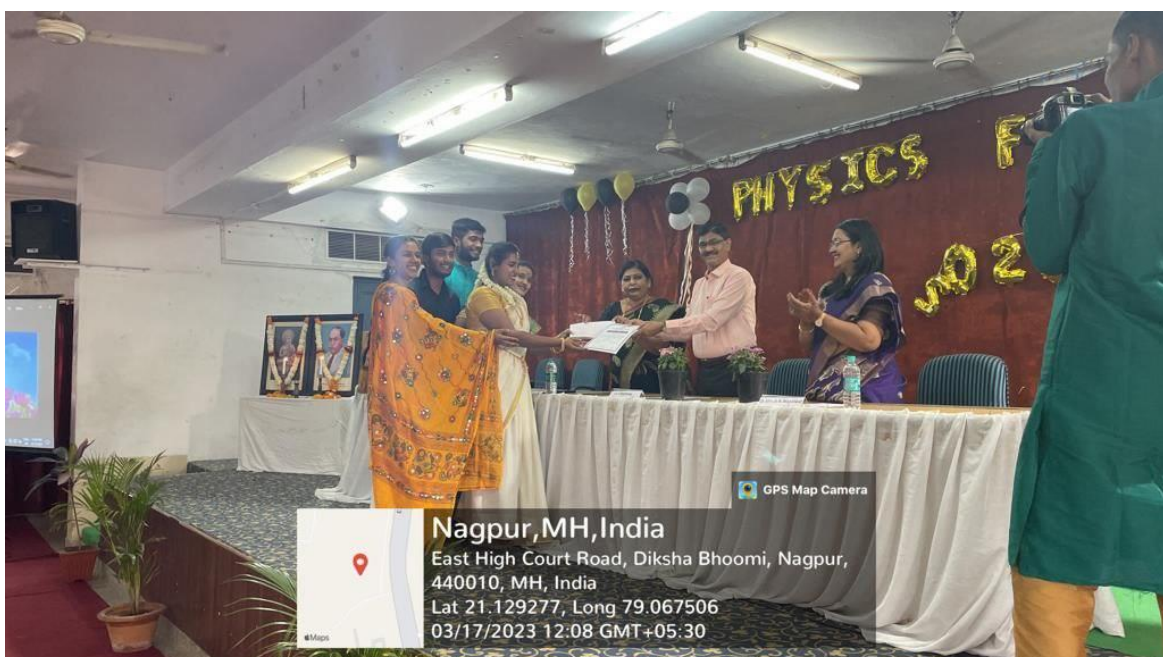 PHYSICS F
2023
GPS Map Camera
Nagpur,MH,India
East High Court Road, Diksha Bhoomi, Nagpur,
440010, MH, India
Lat 21.129277, Long 79.067506
03/17/2023 12:08 GMT+05:30
Maps